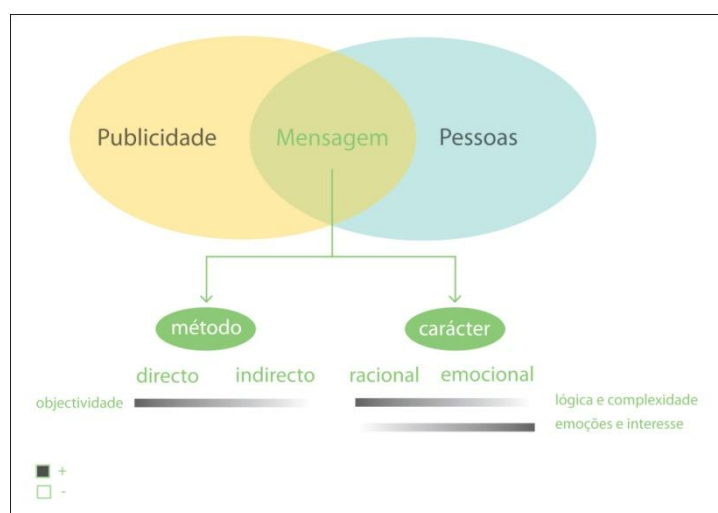 Publicidade Mensagem Pessoas
método carácter
directo indirecto racional emocional
objectividade lógica e complexidade
emoções e interesse
+
-